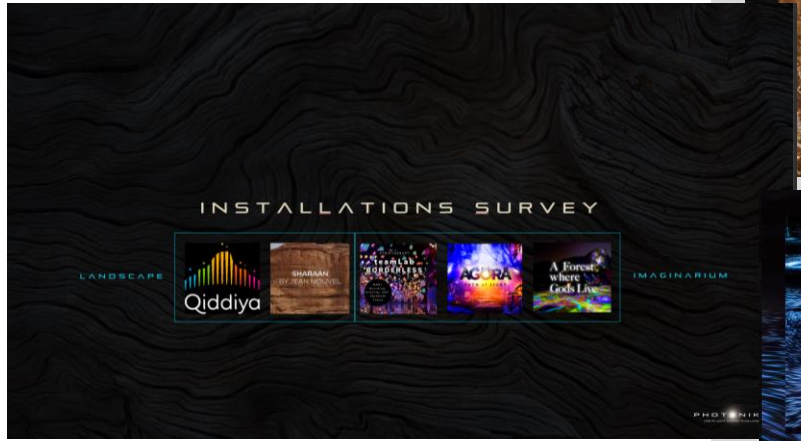 INSTALLATIONS SURVEY
LANDSCAPE
Qiddiya
SHARAAN
BY JEAN NOUVEL
teamLab
BORDERLESS
AGORA
A Forest
where
Gods Live
IMAGINARIUM
PHOTONIK